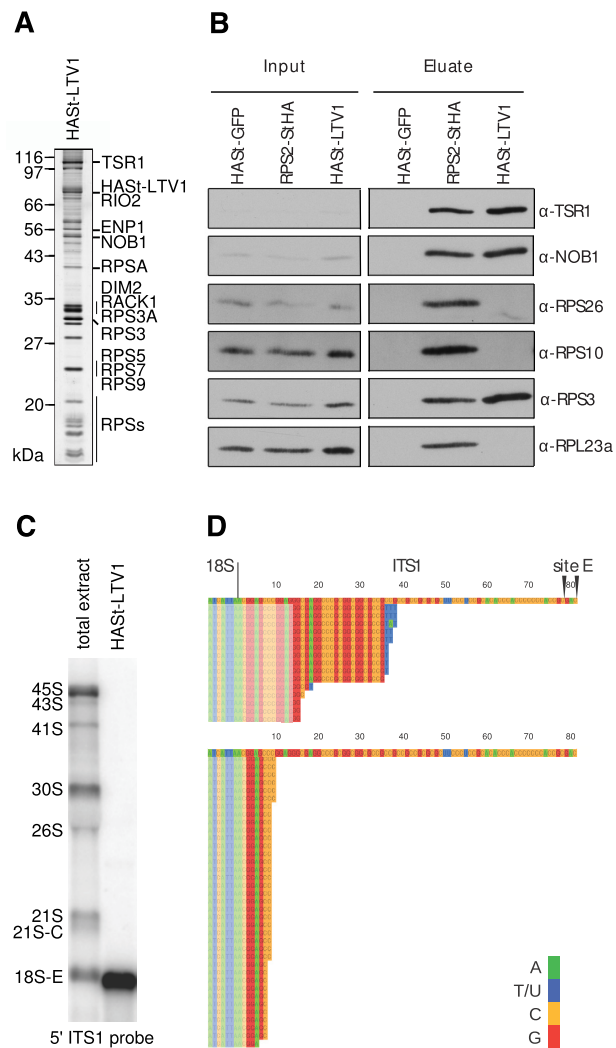 A
HASt-LTV1
116
97
66
56
43
35
27
20
kDa
TSR1
HASt-LTV1
RIO2
ENP1
NOB1
RPSA
DIM2
RACK1
RPS3A
RPS3
RPS5
RPS7
RPS9
RPSs
B
Input
Eluate
HASt-GFP
RPS2-StHA
HASt-LTV1
HASt-GFP
RPS2-StHA
HASt-LTV1
α-TSR1
α-NOB1
α-RPS26
α-RPS10
α-RPS3
α-RPL23a
C
total extract
HASt-LTV1
45S
43S
41S
30S
26S
21S
21S-C
18S-E
5' ITS1 probe
D
18S
ITS1
site E
10 20 30 40 50 60 70 80
10 20 30 40 50 60 70 80
A
T/U
C
G